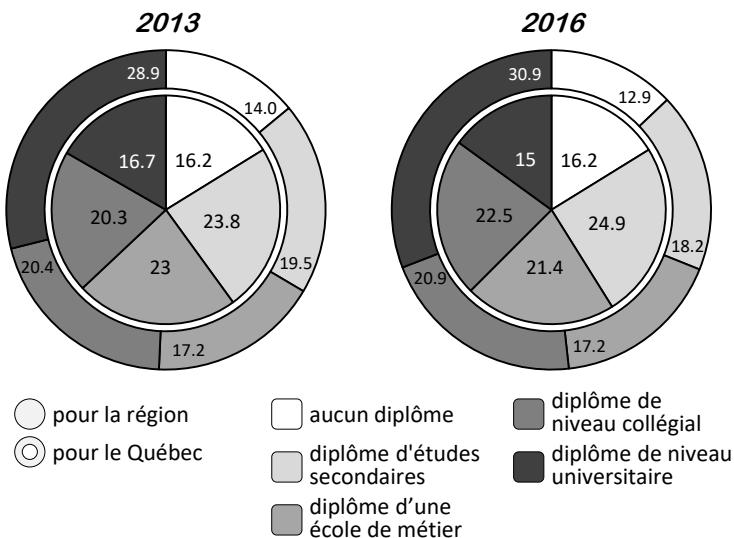 2013
2016
28.9
14.0
16.7
16.2
20.3
23.8
23
20.4
19.5
17.2
30.9
12.9
15
16.2
22.5
24.9
21.4
18.2
20.9
17.2
pour la région
pour le Québec
aucun diplôme
diplôme d'études
secondaires
diplôme d’une
école de métier
diplôme de
niveau collégial
diplôme de niveau
universitaire